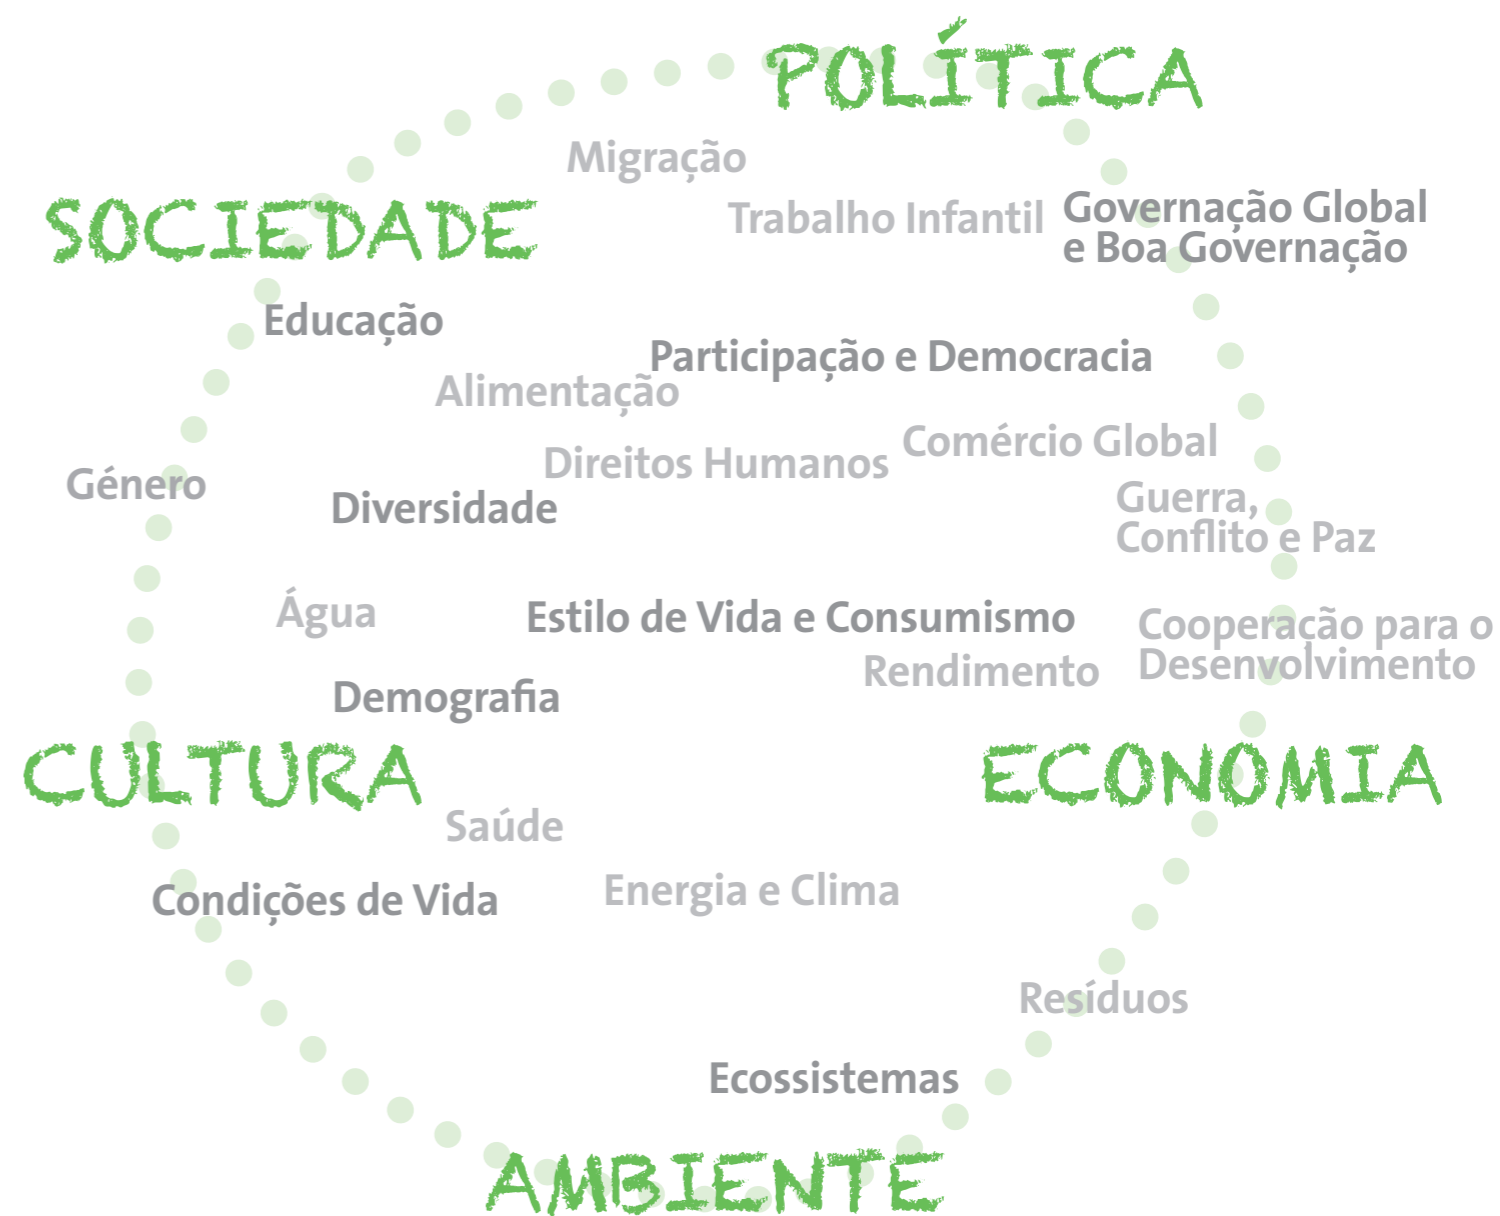 POLÍTICA
Migração
SOCIEDADE
Trabalho Infantil
Governação Global
e Boa Governação
Educação
Participação e Democracia
Alimentação
Comércio Global
Direitos Humanos
Género
Diversidade
Guerra,
Conflito e Paz
Água
Estilo de Vida e Consumismo
Cooperação para o
Desenvolvimento
Rendimento
Demografia
CULTURA
ECONOMIA
Saúde
Condições de Vida
Energia e Clima
Resíduos
Ecossistemas
AMBIENTE